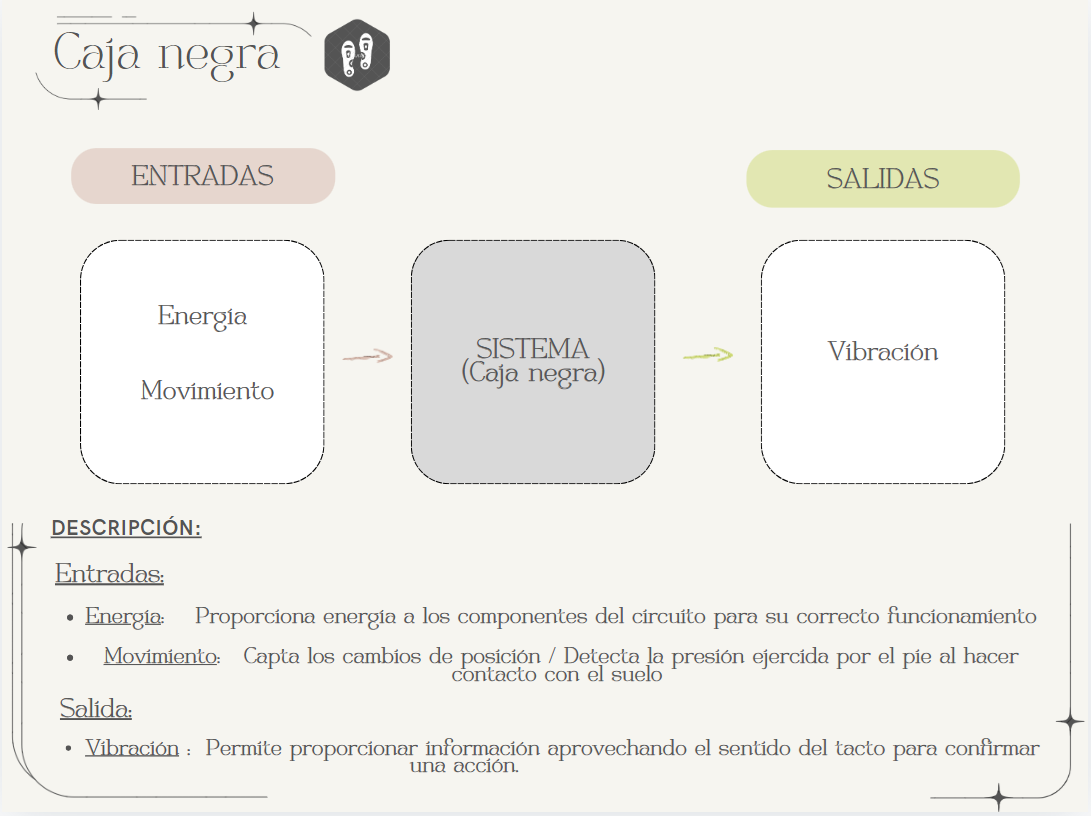 Caja negra
ENTRADAS
SALIDAS
Energía
Movimiento
SISTEMA
(Caja negra)
Vibración
DESCRIPCIÓN:
Entradas:
• Energía: Proporciona energía a los componentes del circuito para su correcto funcionamiento
• Movimiento: Capta los cambios de posición / Detecta la presión ejercida por el pie al hacer
contacto con el suelo
Salida:
• Vibración : Permite proporcionar información aprovechando el sentido del tacto para confirmar
una acción.